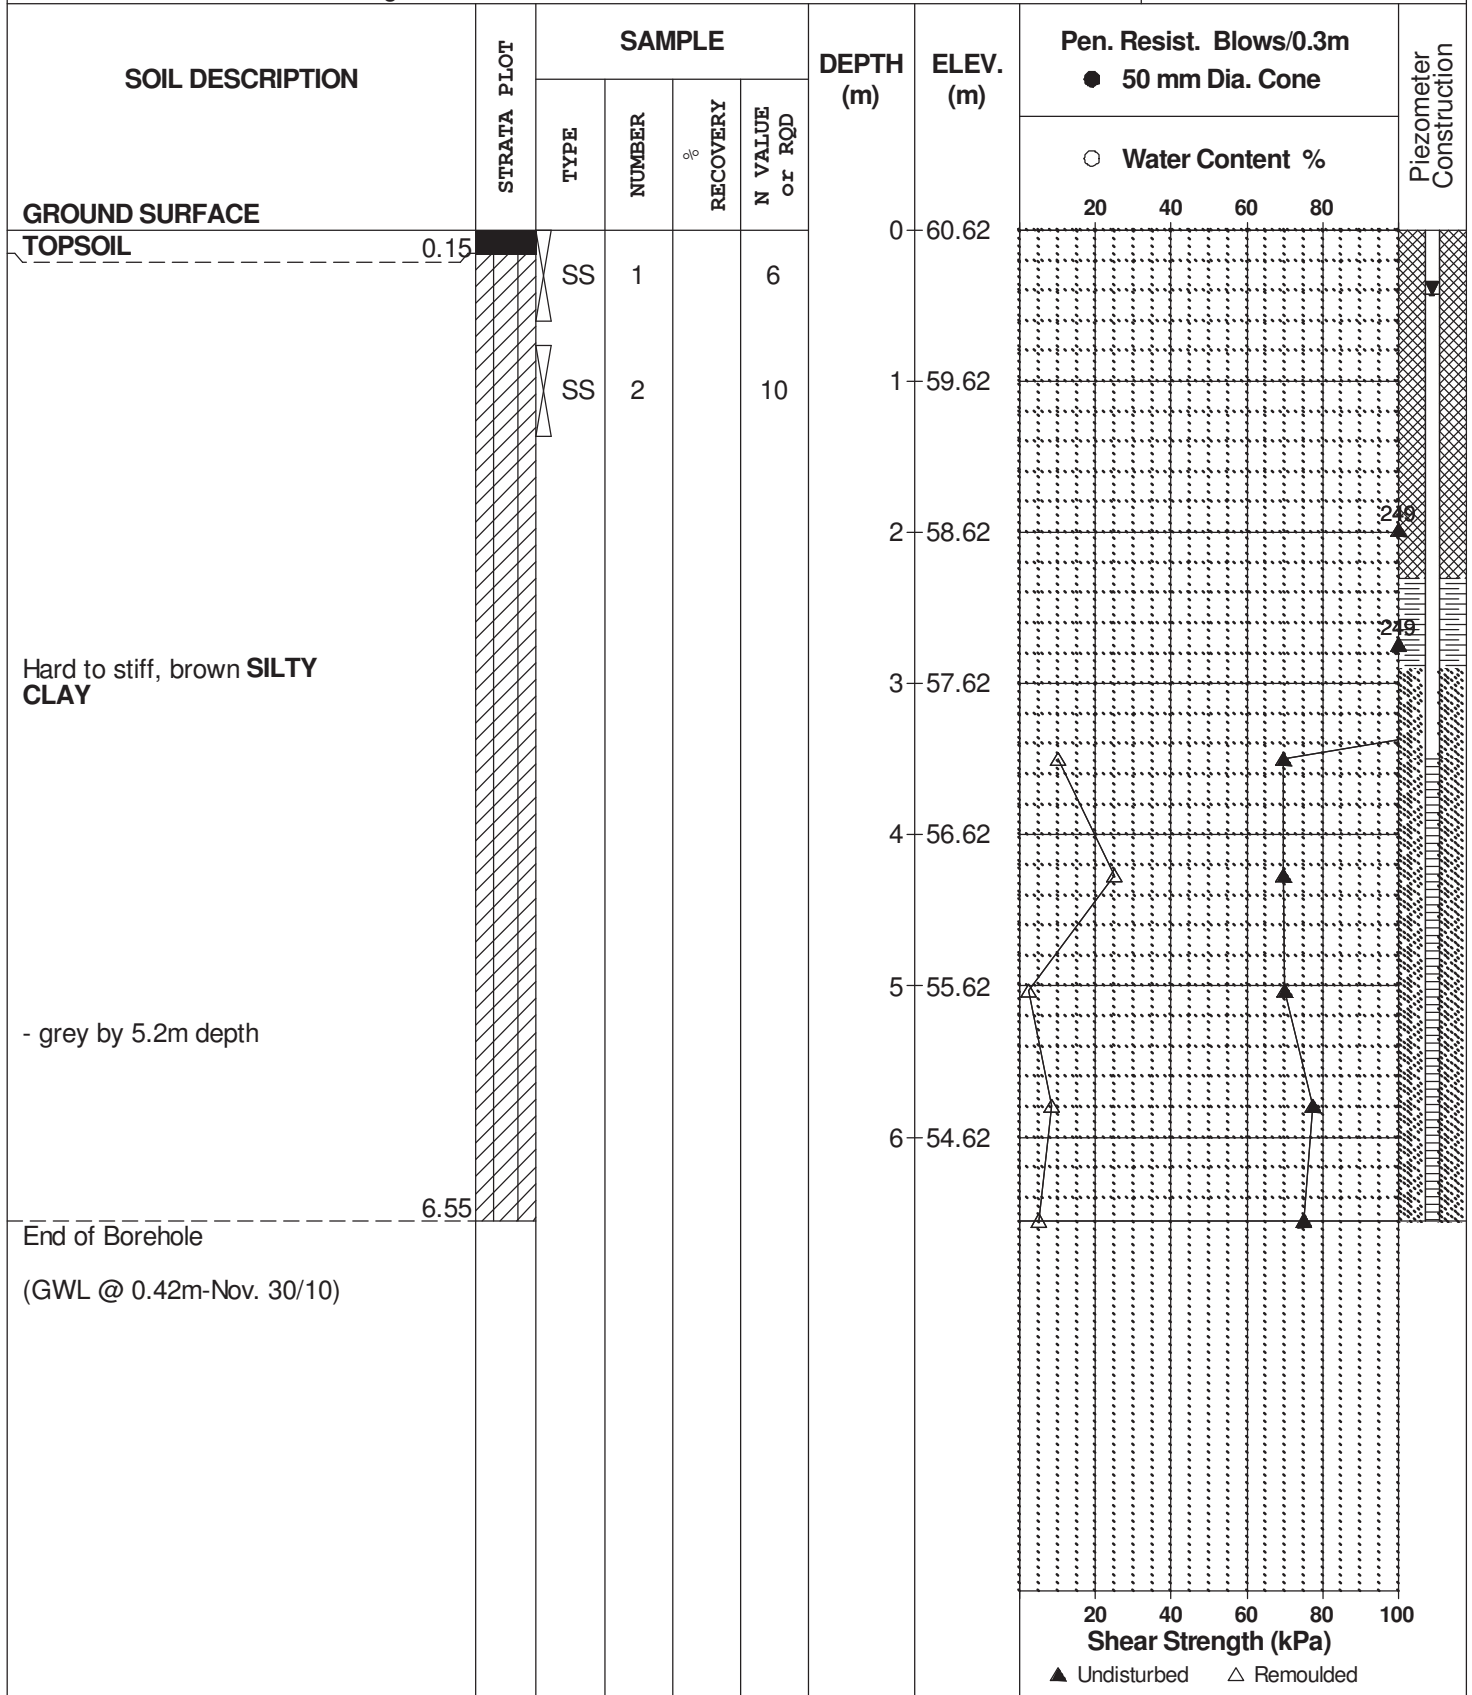 SOIL DESCRIPTION
STRATA PLOT
SAMPLE
TYPE
NUMBER
%
RECOVERY
N VALUE
or RQD
DEPTH
(m)
ELEV.
(m)
Pen. Resist. Blows/0.3m
● 50 mm Dia. Cone
○ Water Content %
20 40 60 80
Piezometer
Construction
GROUND SURFACE
0 60.62
TOPSOIL 0.15
SS 1 6
SS 2 10
1 59.62
249
2 58.62
249
Hard to stiff, brown SILTY
CLAY
3 57.62
4 56.62
5 55.62
- grey by 5.2m depth
6 54.62
6.55
End of Borehole
(GWL @ 0.42m-Nov. 30/10)
20 40 60 80 100
Shear Strength (kPa)
▲ Undisturbed △ Remoulded